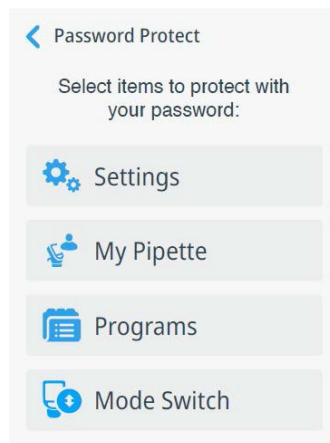 Password Protect
Select items to protect with
your password:
Settings
My Pipette
Programs
Mode Switch